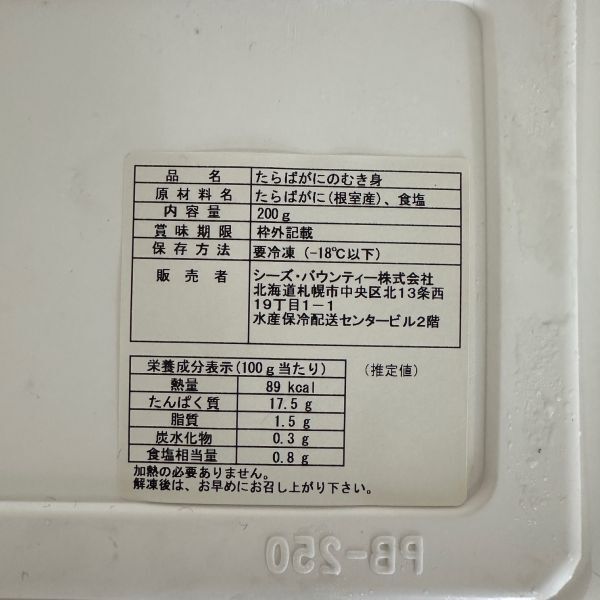 品名 たらばがにのむき身
原材料名 たらばがに(根室産)、食塩
内容量 200g
賞味期限 枠外記載
保存方法 要冷凍 (-18℃以下)
販売者 シーズ・バウンティー株式会社
北海道札幌市中央区北13条西
19丁目1-1
水産保冷配送センタービル2階
栄養成分表示(100g当たり) (推定値)
熱量 89 kcal
たんぱく質 17.5 g
脂質 1.5 g
炭水化物 0.3 g
食塩相当量 0.8 g
加熱の必要ありません。
解凍後は、お早めにお召し上がり下さい。
PB-250